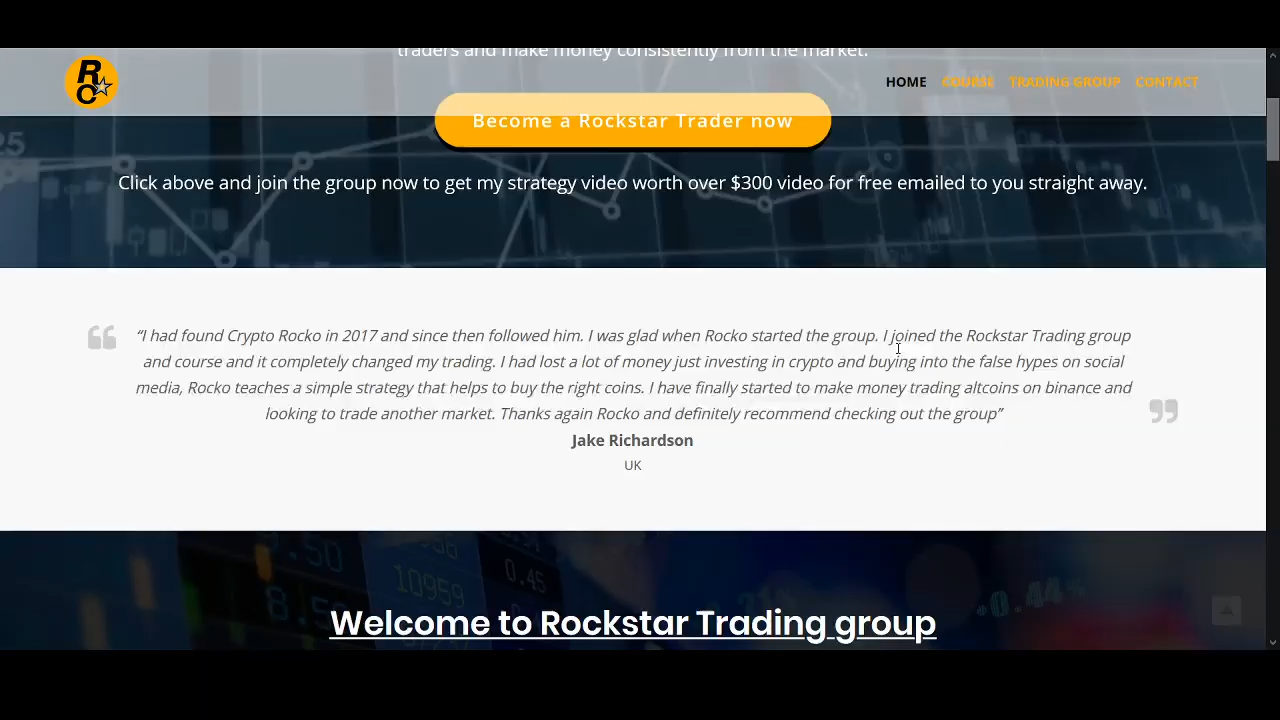 traders and make money consistently from the market.
RC
HOME COURSE TRADING GROUP CONTACT
Become a Rockstar Trader now
Click above and join the group now to get my strategy video worth over $300 video for free emailed to you straight away.
“I had found Crypto Rocko in 2017 and since then followed him. I was glad when Rocko started the group. I joined the Rockstar Trading group
and course and it completely changed my trading. I had lost a lot of money just investing in crypto and buying into the false hypes on social
media, Rocko teaches a simple strategy that helps to buy the right coins. I have finally started to make money trading altcoins on binance and
looking to trade another market. Thanks again Rocko and definitely recommend checking out the group”
Jake Richardson
UK
10959
0.45
+0.44%
Welcome to Rockstar Trading group